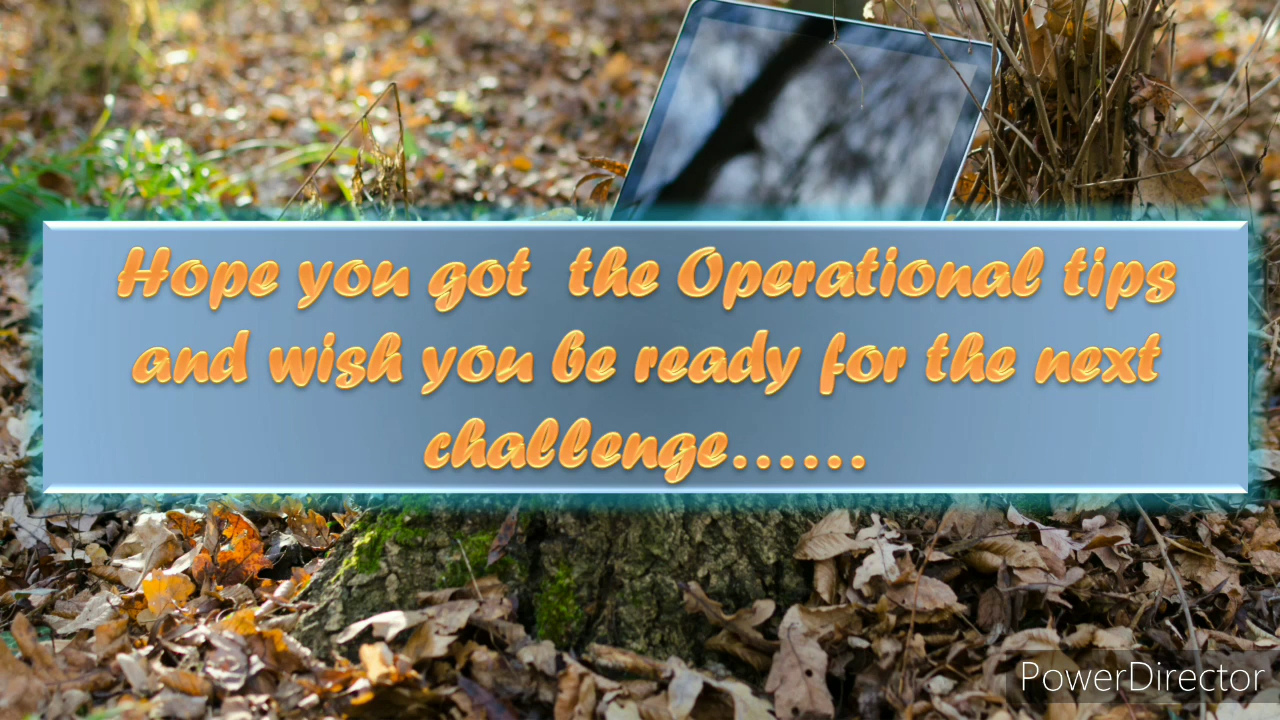 Hope you got  the Operational tips
and wish you be ready for the next
challenge......
PowerDirector